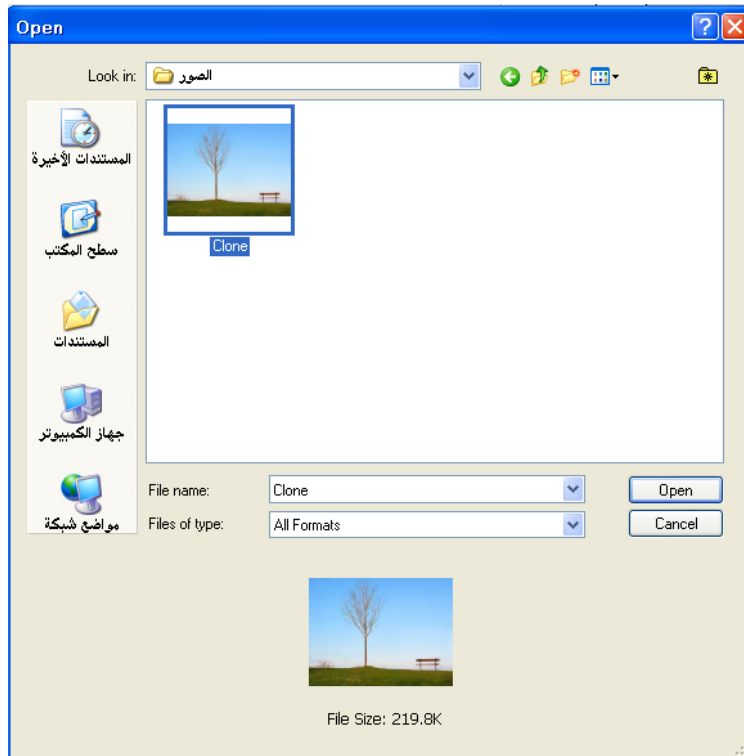 Open
Look in:
الصور
المستندات الأخيرة
سطح المكتب
المستندات
جهاز الكمبيوتر
مواضع شبكة
Clone
File name:
Clone
Open
Files of type:
All Formats
Cancel
File Size: 219.8K